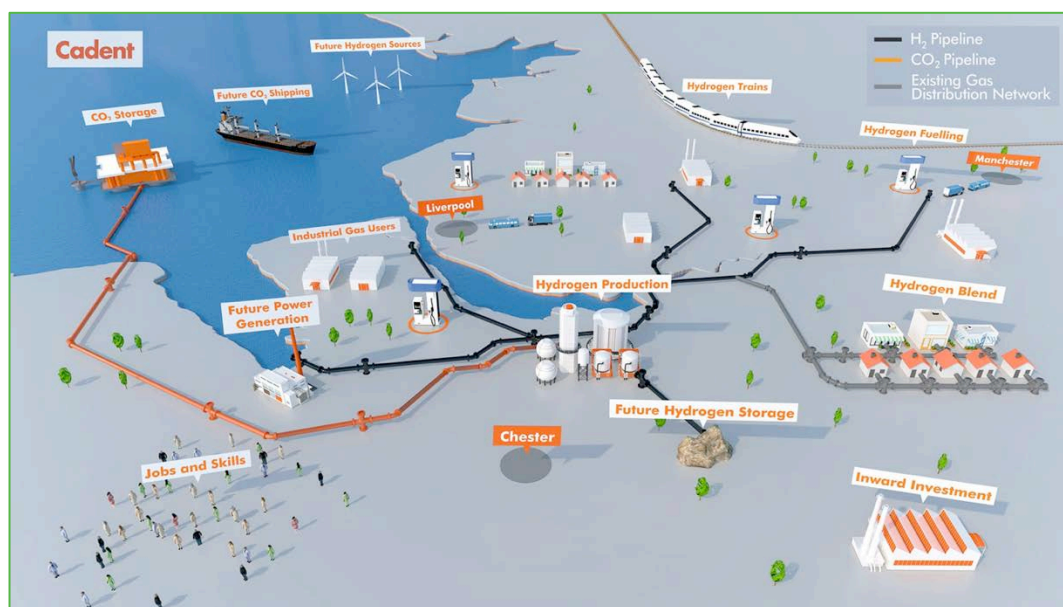 Cadent
Future Hydrogen Sources
H₂ Pipeline
CO₂ Pipeline
Existing Gas
Distribution Network
CO₂ Storage
Future CO₂ Shipping
Hydrogen Trains
Hydrogen Fuelling
Manchester
Liverpool
Industrial Gas Users
Hydrogen Production
Hydrogen Blend
Future Power
Generation
Future Hydrogen Storage
Chester
Jobs and Skills
Inward Investment